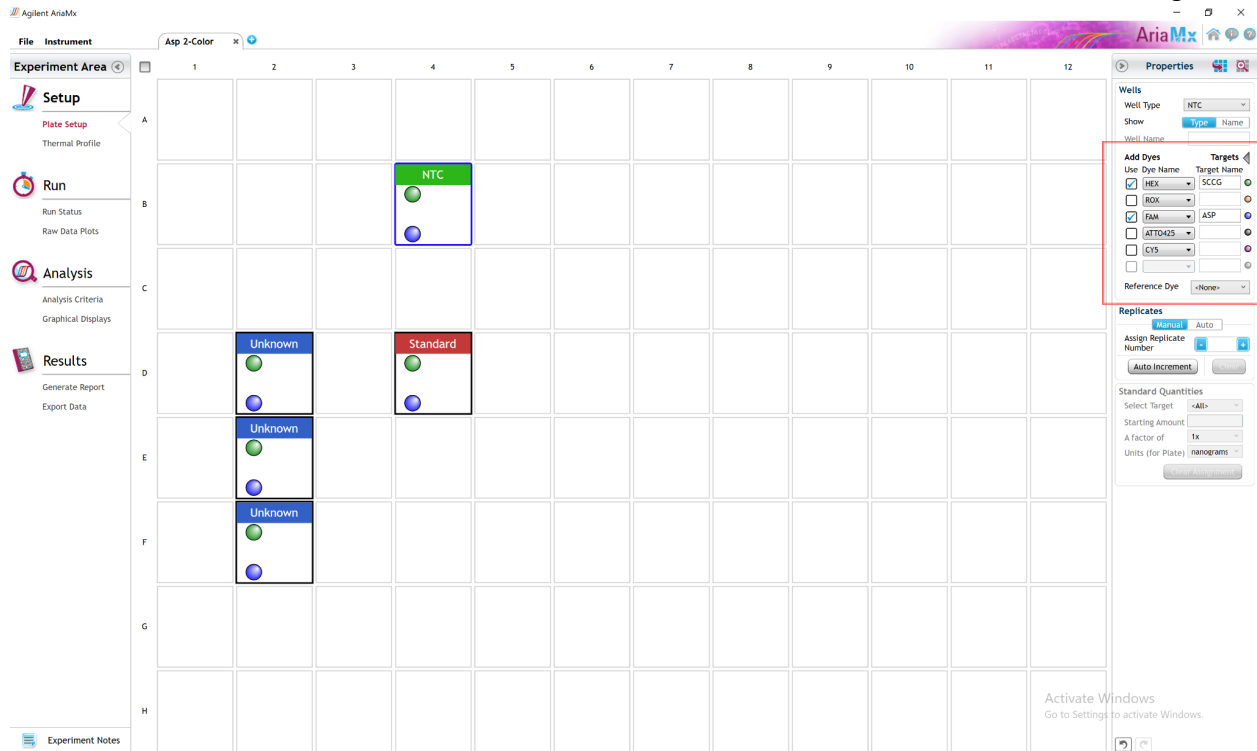 Agilent AriaMx
File Instrument
Asp 2-Color
AriaMx
Experiment Area
1 2 3 4 5 6 7 8 9 10 11 12
Properties
Setup
Plate Setup
Thermal Profile
Run
Run Status
Raw Data Plots
Analysis
Analysis Criteria
Graphical Displays
Results
Generate Report
Export Data
Experiment Notes
A
B
NTC
C
D
Unknown
Standard
E
Unknown
F
Unknown
G
H
Wells
Well Type NTC
Show Type Name
Well Name
Add Dyes Targets
Use Dye Name Target Name
HEX SCCG
ROX
FAM ASP
ATTO425
CY5
Reference Dye <None>
Replicates
Manual Auto
Assign Replicate
Number - +
Auto Increment Clear
Standard Quantities
Select Target <All>
Starting Amount
A factor of 1x
Units (for Plate) nanograms
Clear Assignment
Activate Windows
Go to Settings to activate Windows.